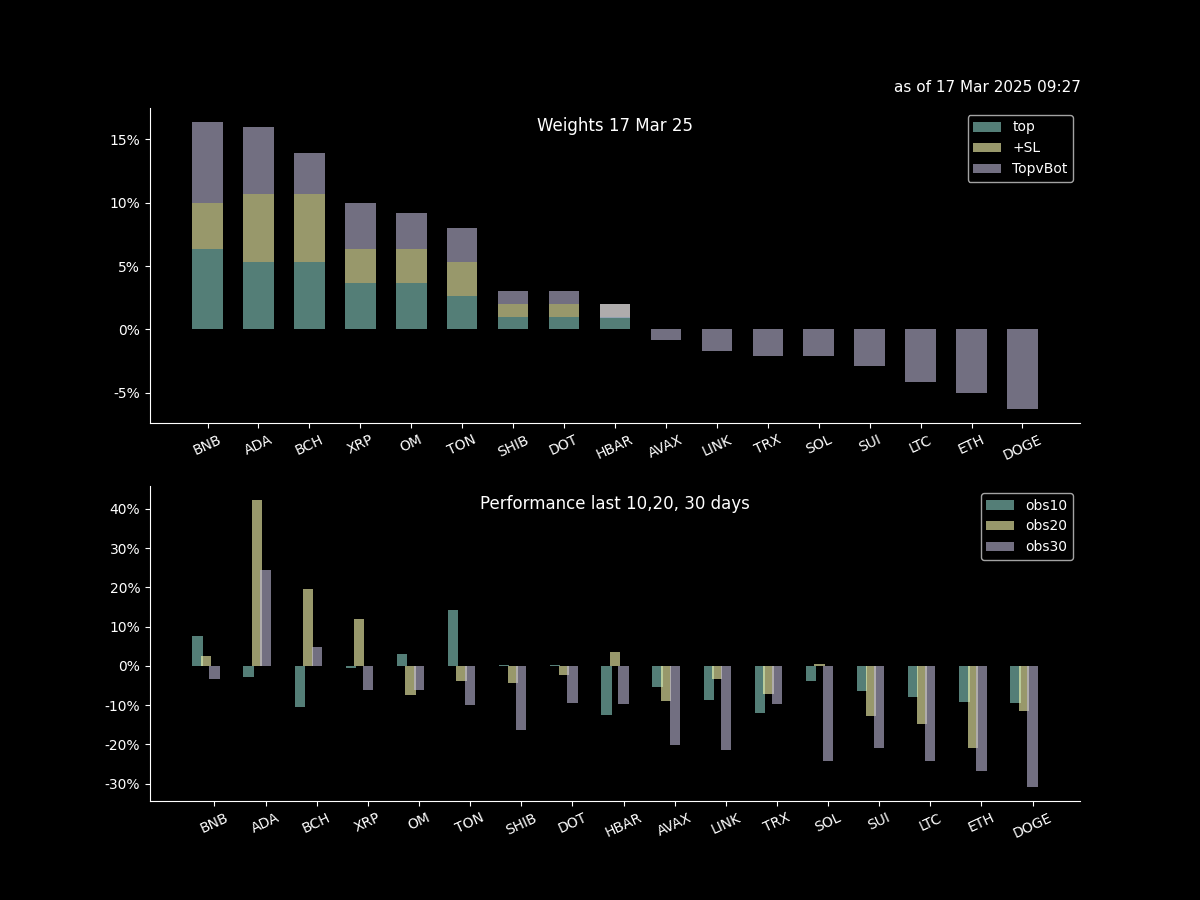 as of 17 Mar 2025 09:27
Weights 17 Mar 25
top
+SL
TopvBot
15%
10%
5%
0%
-5%
BNB ADA BCH XRP OM TON SHIB DOT HBAR AVAX LINK TRX SOL SUI LTC ETH DOGE
Performance last 10,20, 30 days
obs10
obs20
obs30
40%
30%
20%
10%
0%
-10%
-20%
-30%
BNB ADA BCH XRP OM TON SHIB DOT HBAR AVAX LINK TRX SOL SUI LTC ETH DOGE